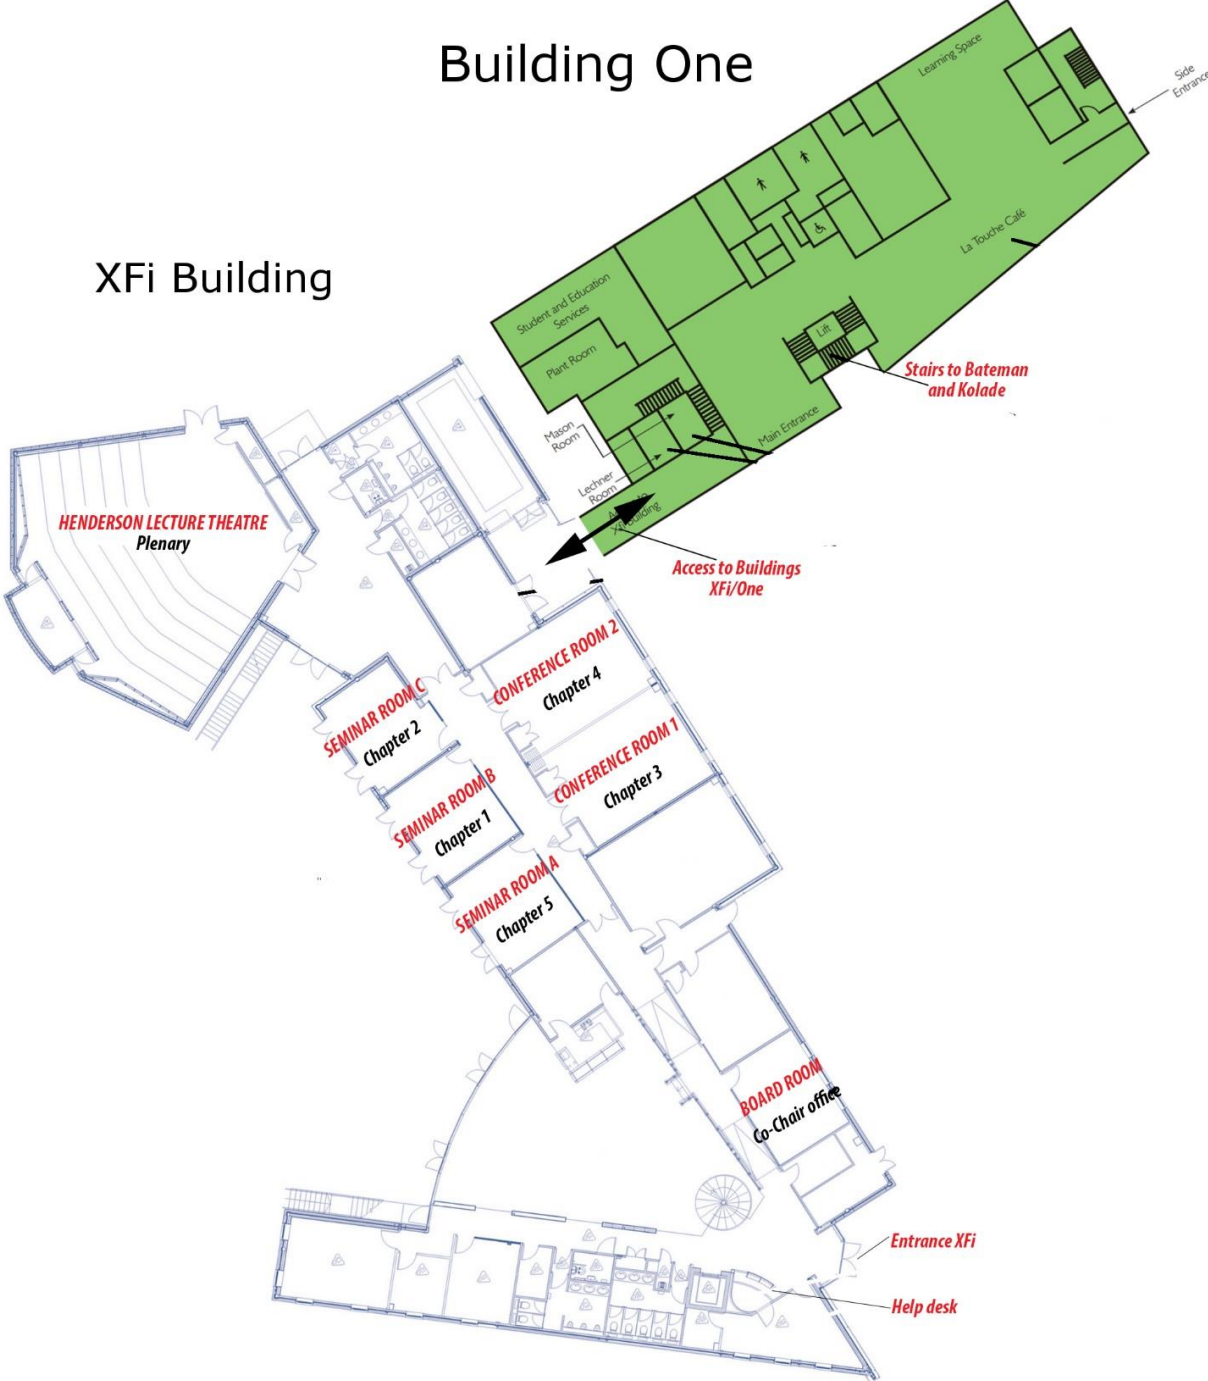 Building One
Learning Space
Side
Entrance
La Touche Café
XFi Building
Student and Education
Services
Plant Room
Lift
Stairs to Bateman
and Kolade
Main Entrance
Mason
Room
Lechner
Room
XFi Building
Access to Buildings
XFi/One
HENDERSON LECTURE THEATRE
Plenary
CONFERENCE ROOM 2
Chapter 4
SEMINAR ROOM C
Chapter 2
CONFERENCE ROOM 1
Chapter 3
SEMINAR ROOM B
Chapter 1
SEMINAR ROOM A
Chapter 5
BOARD ROOM
Co-Chair office
Entrance XFi
Help desk